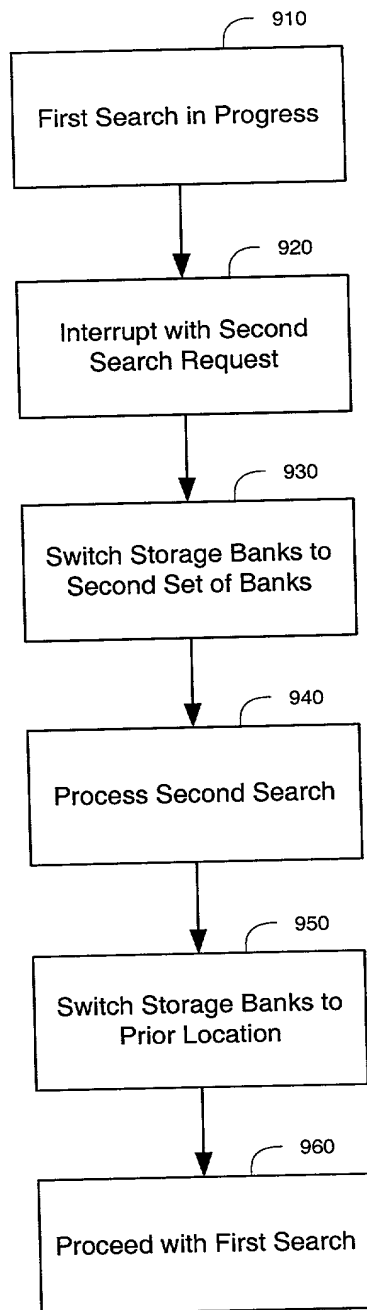 910
First Search in Progress
920
Interrupt with Second
Search Request
930
Switch Storage Banks to
Second Set of Banks
940
Process Second Search
950
Switch Storage Banks to
Prior Location
960
Proceed with First Search